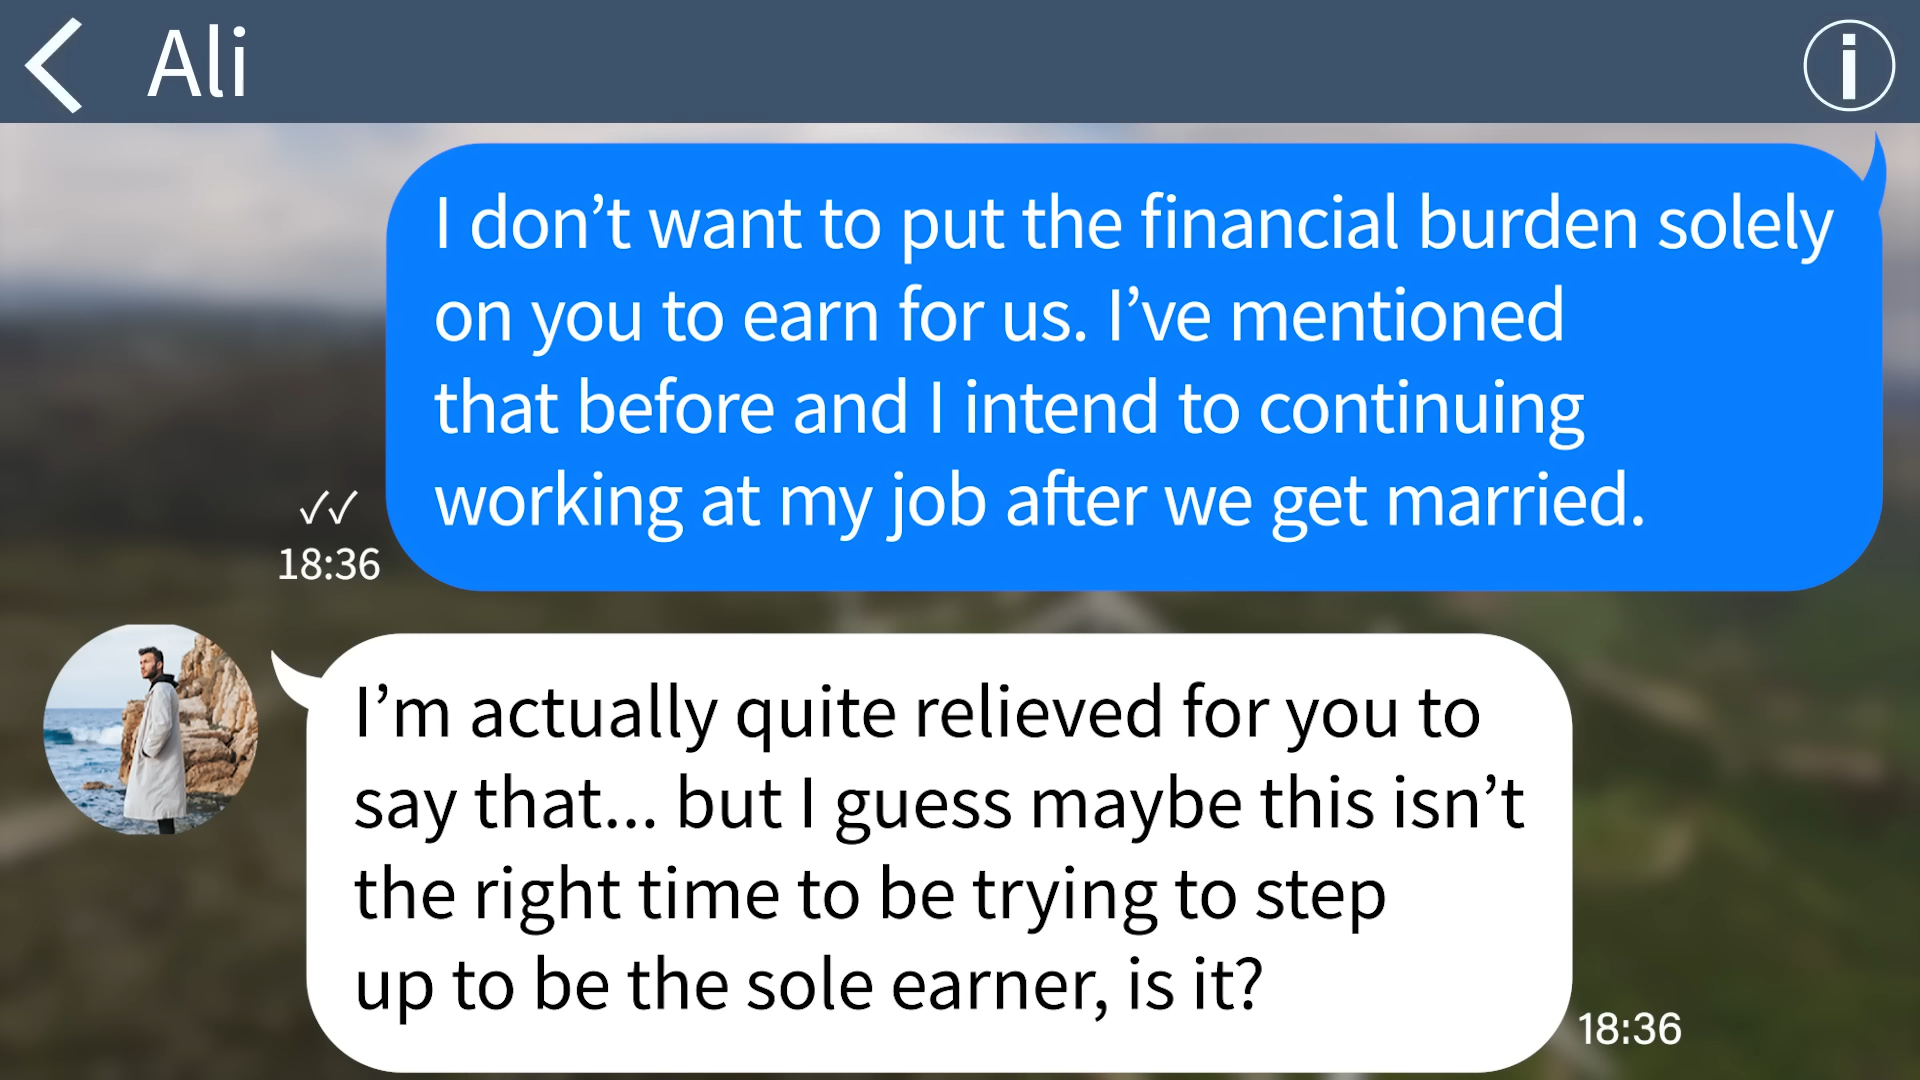 Ali
I don’t want to put the financial burden solely
on you to earn for us. I’ve mentioned
that before and I intend to continuing
working at my job after we get married.
18:36
I’m actually quite relieved for you to
say that... but I guess maybe this isn’t
the right time to be trying to step
up to be the sole earner, is it?
18:36